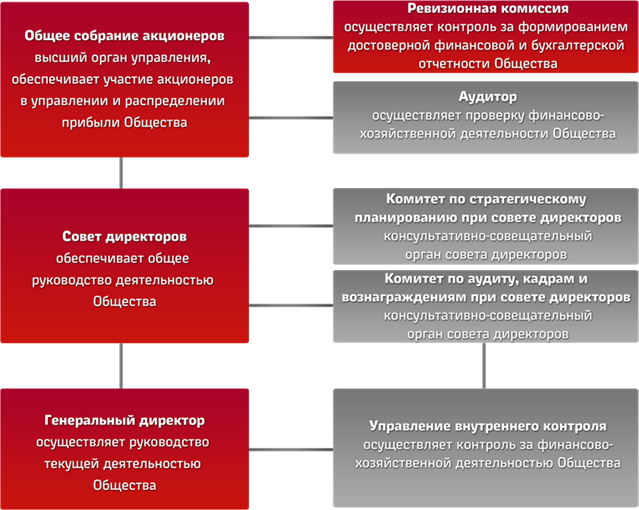 Общее собрание акционеров
высший орган управления,
обеспечивает участие акционеров
в управлении и распределении
прибыли Общества
Ревизионная комиссия
осуществляет контроль за формированием
достоверной финансовой и бухгалтерской
отчетности Общества
Аудитор
осуществляет проверку финансово-
хозяйственной деятельности Общества
Совет директоров
обеспечивает общее
руководство деятельностью
Общества
Комитет по стратегическому
планированию при совете директоров
консультативно-совещательный
орган совета директоров
Комитет по аудиту, кадрам и
вознаграждениям при совете директоров
консультативно-совещательный
орган совета директоров
Генеральный директор
осуществляет руководство
текущей деятельностью
Общества
Управление внутреннего контроля
осуществляет контроль за финансово-
хозяйственной деятельностью Общества